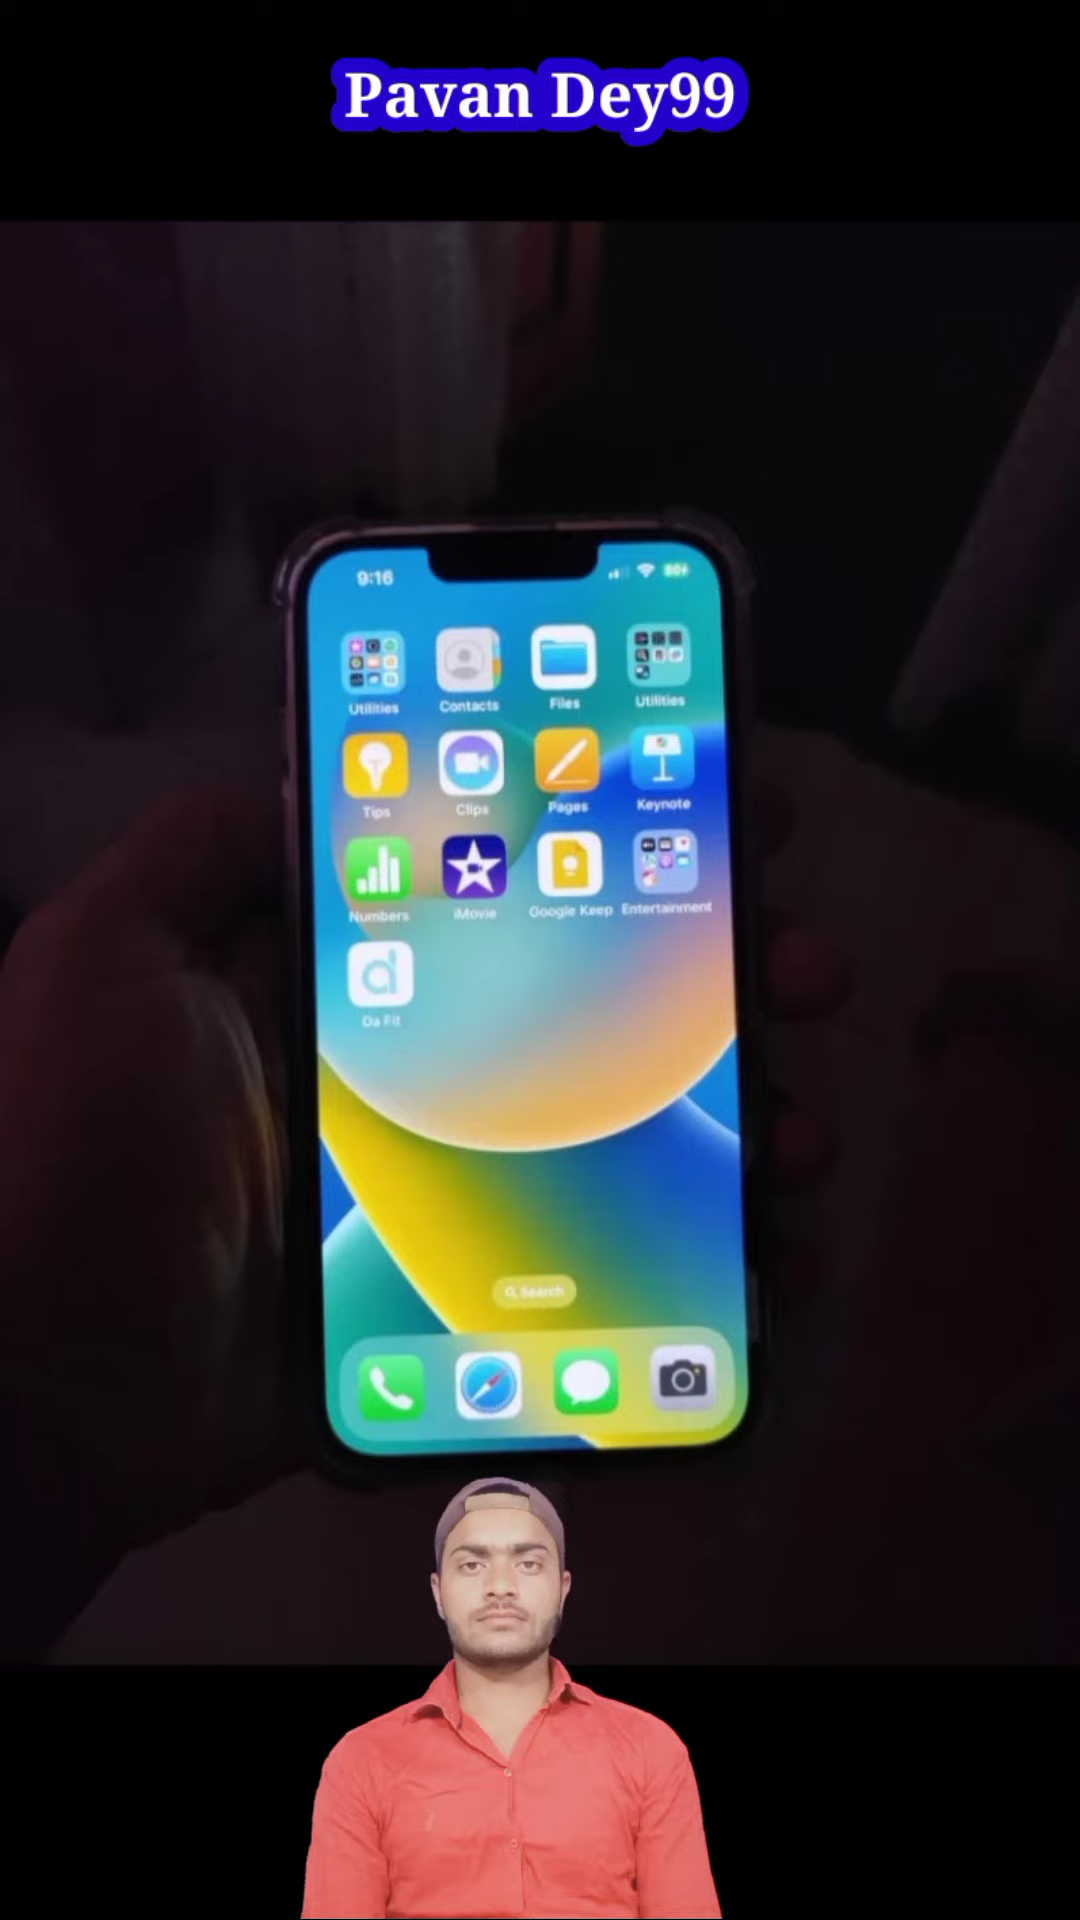 Pavan Dey99
9:16
80
Utilities Contacts Files Utilities
Tips Clips Pages Keynote
Numbers iMovie Google Keep Entertainment
Da Fit
Search